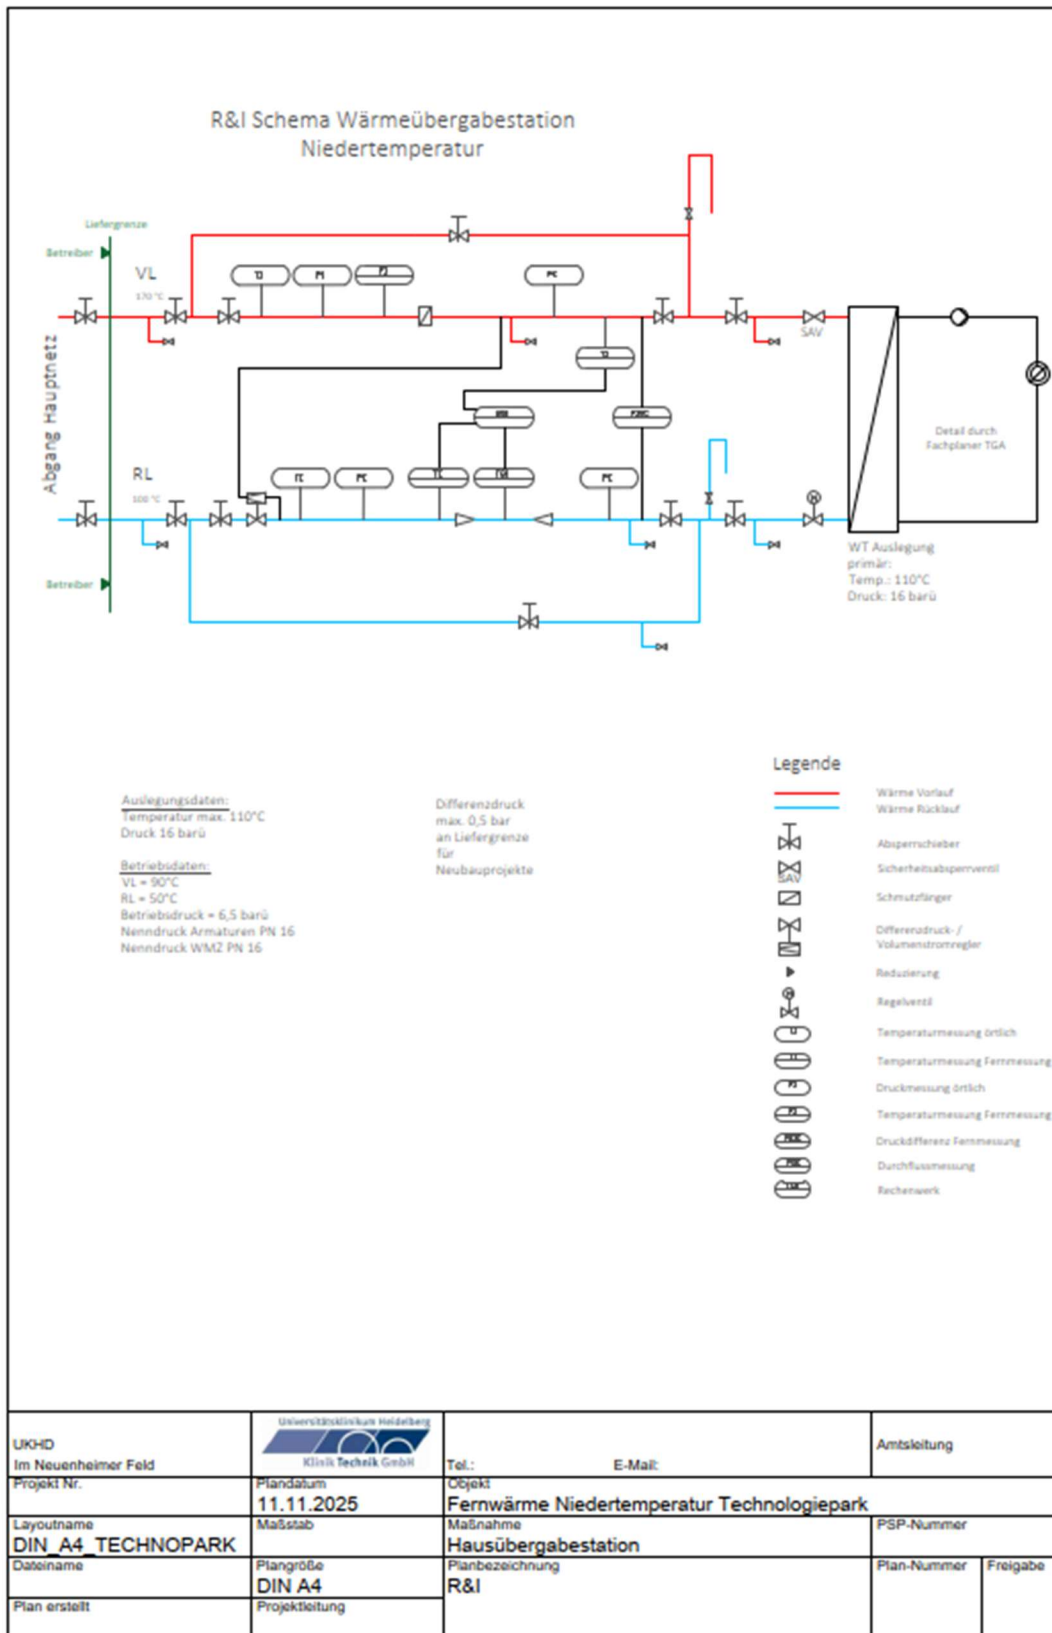 R&I Schema Wärmeübergabestation
Niedertemperatur
Liefergrenze
Betreiber
VL
170 °C
SAV
Abgang Hauptnetz
RL
100 °C
Betreiber
Detail durch
Fachplaner TGA
WT Auslegung
primär:
Temp.: 110°C
Druck: 16 barü
Auslegungsdaten:
Temperatur max. 110°C
Druck 16 barü
Betriebsdaten:
VL = 90°C
RL = 50°C
Betriebsdruck = 6,5 barü
Nenndruck Armaturen PN 16
Nenndruck WMZ PN 16
Differenzdruck
max. 0,5 bar
an Liefergrenze
für
Neubauprojekte
Legende
Wärme Vorlauf
Wärme Rücklauf
Absperrschieber
Sicherheitsabsperrventil
SAV
Schmutzfänger
Differenzdruck- /
Volumenstromregler
Reduzierung
Regelventil
Temperaturmessung örtlich
Temperaturmessung Fernmessung
Druckmessung örtlich
Temperaturmessung Fernmessung
Druckdifferenz Fernmessung
Durchflussmessung
Rechenwerk
UKHD
Im Neuenheimer Feld
Universitätsklinikum Heidelberg
Klinik Technik GmbH
Tel.: E-Mail:
Amtsleitung
Projekt Nr.
Plandatum
11.11.2025
Objekt
Fernwärme Niedertemperatur Technologiepark
Layoutname
DIN_A4_TECHNOPARK
Maßstab
Maßnahme
Hausübergabestation
PSP-Nummer
Dateiname
Plangröße
DIN A4
Planbezeichnung
R&I
Plan-Nummer
Freigabe
Plan erstellt
Projektleitung